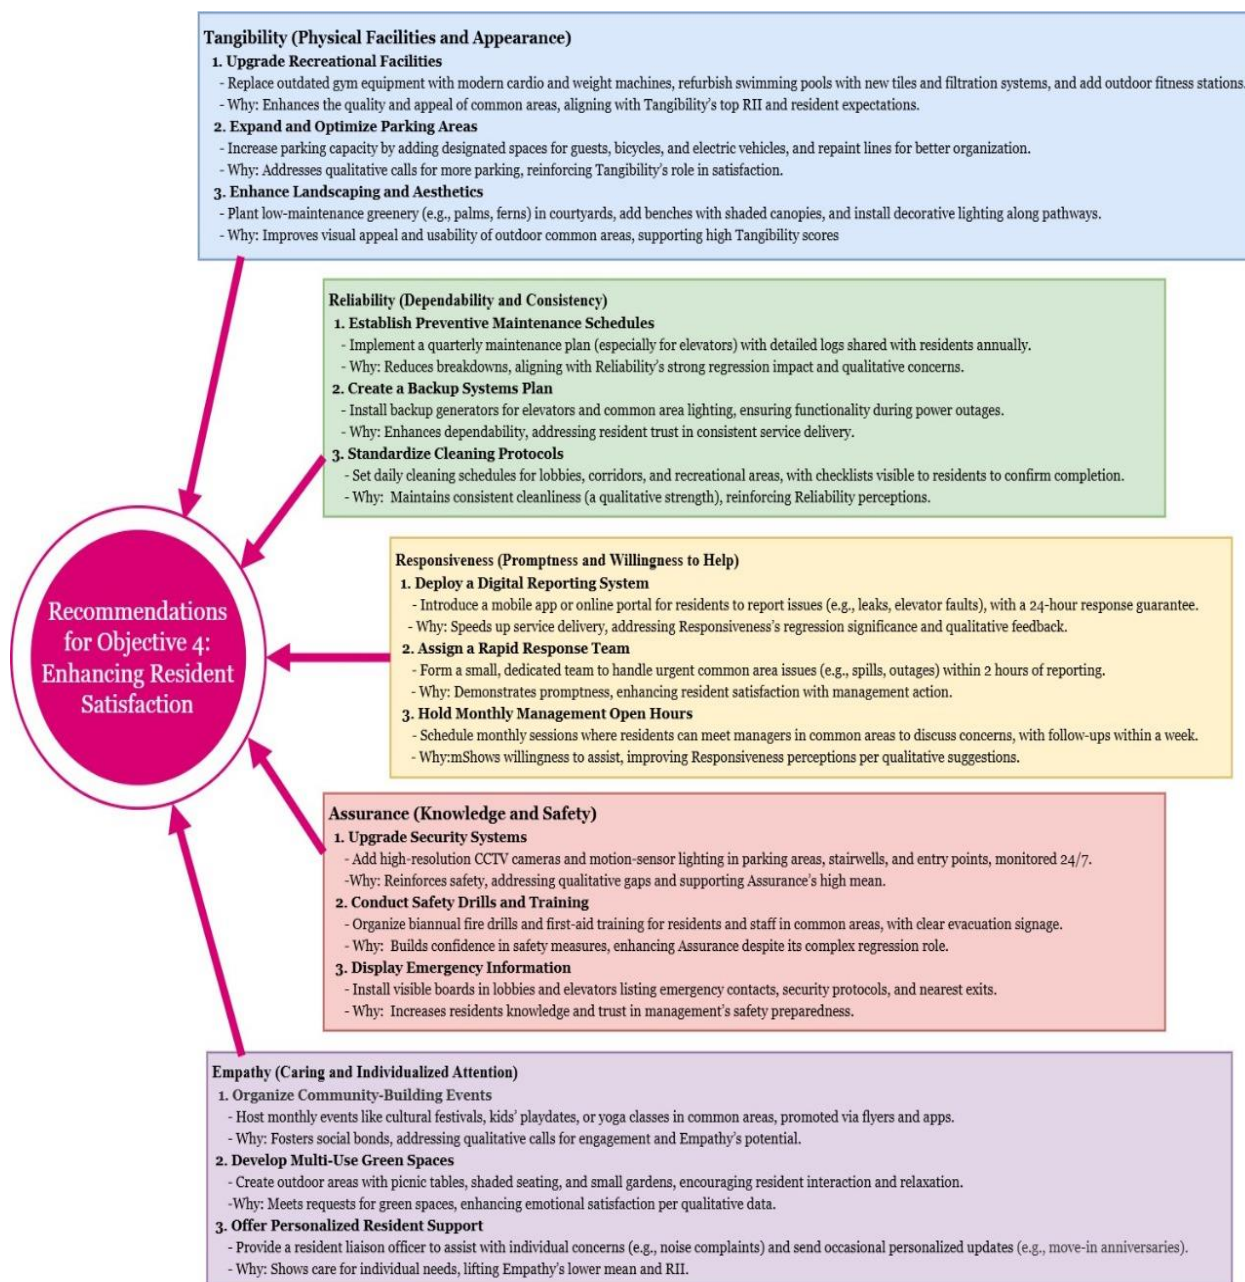 Tangibility (Physical Facilities and Appearance)
1. Upgrade Recreational Facilities
- Replace outdated gym equipment with modern cardio and weight machines, refurbish swimming pools with new tiles and filtration systems, and add outdoor fitness stations.
- Why: Enhances the quality and appeal of common areas, aligning with Tangibility's top RII and resident expectations.
2. Expand and Optimize Parking Areas
- Increase parking capacity by adding designated spaces for guests, bicycles, and electric vehicles, and repaint lines for better organization.
- Why: Addresses qualitative calls for more parking, reinforcing Tangibility's role in satisfaction.
3. Enhance Landscaping and Aesthetics
- Plant low-maintenance greenery (e.g., palms, ferns) in courtyards, add benches with shaded canopies, and install decorative lighting along pathways.
- Why: Improves visual appeal and usability of outdoor common areas, supporting high Tangibility scores
Reliability (Dependability and Consistency)
1. Establish Preventive Maintenance Schedules
- Implement a quarterly maintenance plan (especially for elevators) with detailed logs shared with residents annually.
- Why: Reduces breakdowns, aligning with Reliability's strong regression impact and qualitative concerns.
2. Create a Backup Systems Plan
- Install backup generators for elevators and common area lighting, ensuring functionality during power outages.
- Why: Enhances dependability, addressing resident trust in consistent service delivery.
3. Standardize Cleaning Protocols
- Set daily cleaning schedules for lobbies, corridors, and recreational areas, with checklists visible to residents to confirm completion.
- Why: Maintains consistent cleanliness (a qualitative strength), reinforcing Reliability perceptions.
Recommendations
for Objective 4:
Enhancing Resident
Satisfaction
Responsiveness (Promptness and Willingness to Help)
1. Deploy a Digital Reporting System
- Introduce a mobile app or online portal for residents to report issues (e.g., leaks, elevator faults), with a 24-hour response guarantee.
- Why: Speeds up service delivery, addressing Responsiveness's regression significance and qualitative feedback.
2. Assign a Rapid Response Team
- Form a small, dedicated team to handle urgent common area issues (e.g., spills, outages) within 2 hours of reporting.
- Why: Demonstrates promptness, enhancing resident satisfaction with management action.
3. Hold Monthly Management Open Hours
- Schedule monthly sessions where residents can meet managers in common areas to discuss concerns, with follow-ups within a week.
- Why:mShows willingness to assist, improving Responsiveness perceptions per qualitative suggestions.
Assurance (Knowledge and Safety)
1. Upgrade Security Systems
- Add high-resolution CCTV cameras and motion-sensor lighting in parking areas, stairwells, and entry points, monitored 24/7.
-Why: Reinforces safety, addressing qualitative gaps and supporting Assurance's high mean.
2. Conduct Safety Drills and Training
- Organize biannual fire drills and first-aid training for residents and staff in common areas, with clear evacuation signage.
- Why: Builds confidence in safety measures, enhancing Assurance despite its complex regression role.
3. Display Emergency Information
- Install visible boards in lobbies and elevators listing emergency contacts, security protocols, and nearest exits.
- Why: Increases residents knowledge and trust in management's safety preparedness.
Empathy (Caring and Individualized Attention)
1. Organize Community-Building Events
- Host monthly events like cultural festivals, kids' playdates, or yoga classes in common areas, promoted via flyers and apps.
- Why: Fosters social bonds, addressing qualitative calls for engagement and Empathy's potential.
2. Develop Multi-Use Green Spaces
- Create outdoor areas with picnic tables, shaded seating, and small gardens, encouraging resident interaction and relaxation.
-Why: Meets requests for green spaces, enhancing emotional satisfaction per qualitative data.
3. Offer Personalized Resident Support
- Provide a resident liaison officer to assist with individual concerns (e.g., noise complaints) and send occasional personalized updates (e.g., move-in anniversaries).
- Why: Shows care for individual needs, lifting Empathy's lower mean and RII.